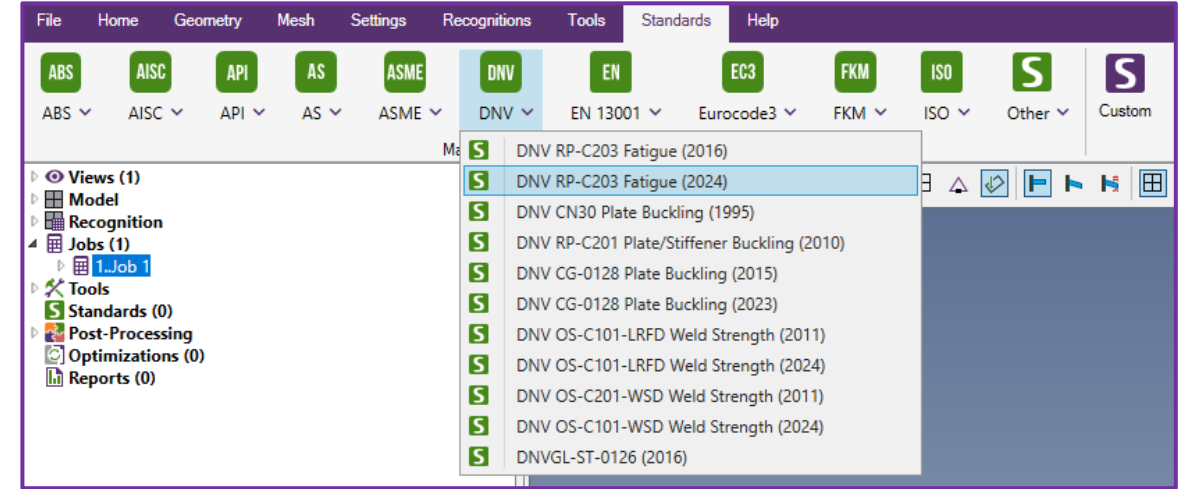 File Home Geometry Mesh Settings Recognitions Tools Standards Help
ABS AISC API AS ASME DNV EN EC3 FKM ISO S S
ABS AISC API AS ASME DNV EN 13001 Eurocode3 FKM ISO Other Custom
S DNV RP-C203 Fatigue (2016)
S DNV RP-C203 Fatigue (2024)
S DNV CN30 Plate Buckling (1995)
S DNV RP-C201 Plate/Stiffener Buckling (2010)
S DNV CG-0128 Plate Buckling (2015)
S DNV CG-0128 Plate Buckling (2023)
S DNV OS-C101-LRFD Weld Strength (2011)
S DNV OS-C101-LRFD Weld Strength (2024)
S DNV OS-C201-WSD Weld Strength (2011)
S DNV OS-C101-WSD Weld Strength (2024)
S DNVGL-ST-0126 (2016)
Views (1)
Model
Recognition
Jobs (1)
1..Job 1
Tools
S Standards (0)
Post-Processing
Optimizations (0)
Reports (0)